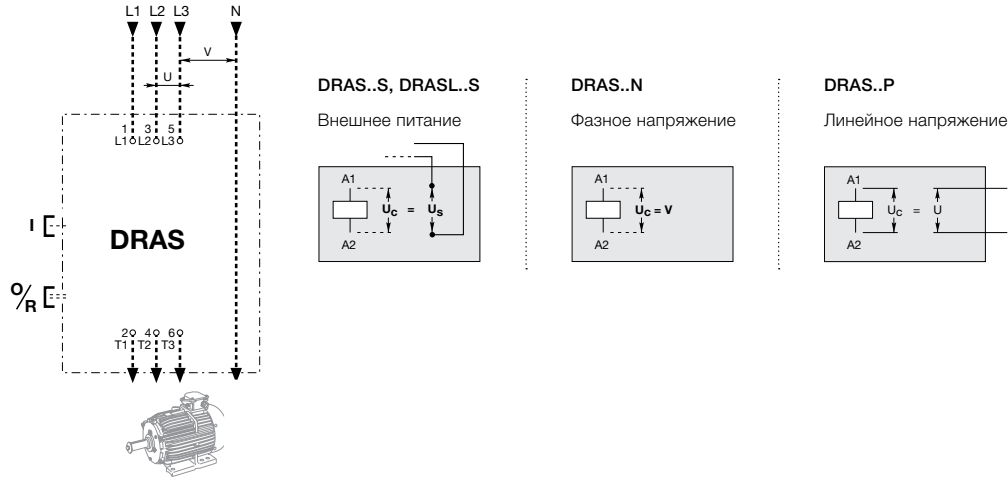 L1 L2 L3 N
V
U
1 3 5
L1 L2 L3
I
DRAS
O/R
2 4 6
T1 T2 T3
DRAS..S, DRASL..S
Внешнее питание
A1
Uc = Us
A2
DRAS..N
Фазное напряжение
A1
Uc = V
A2
DRAS..P
Линейное напряжение
A1
Uc = U
A2